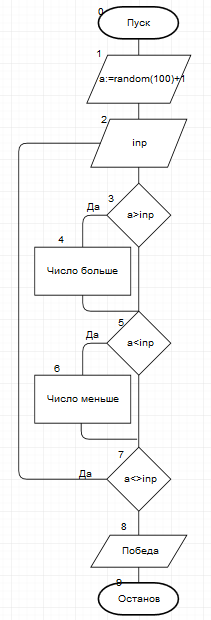 0
Пуск
1
a:=random(100)+1
2
inp
3
Да
a>inp
4
Число больше
5
Да
a<inp
6
Число меньше
7
Да
a<>inp
8
Победа
9
Останов